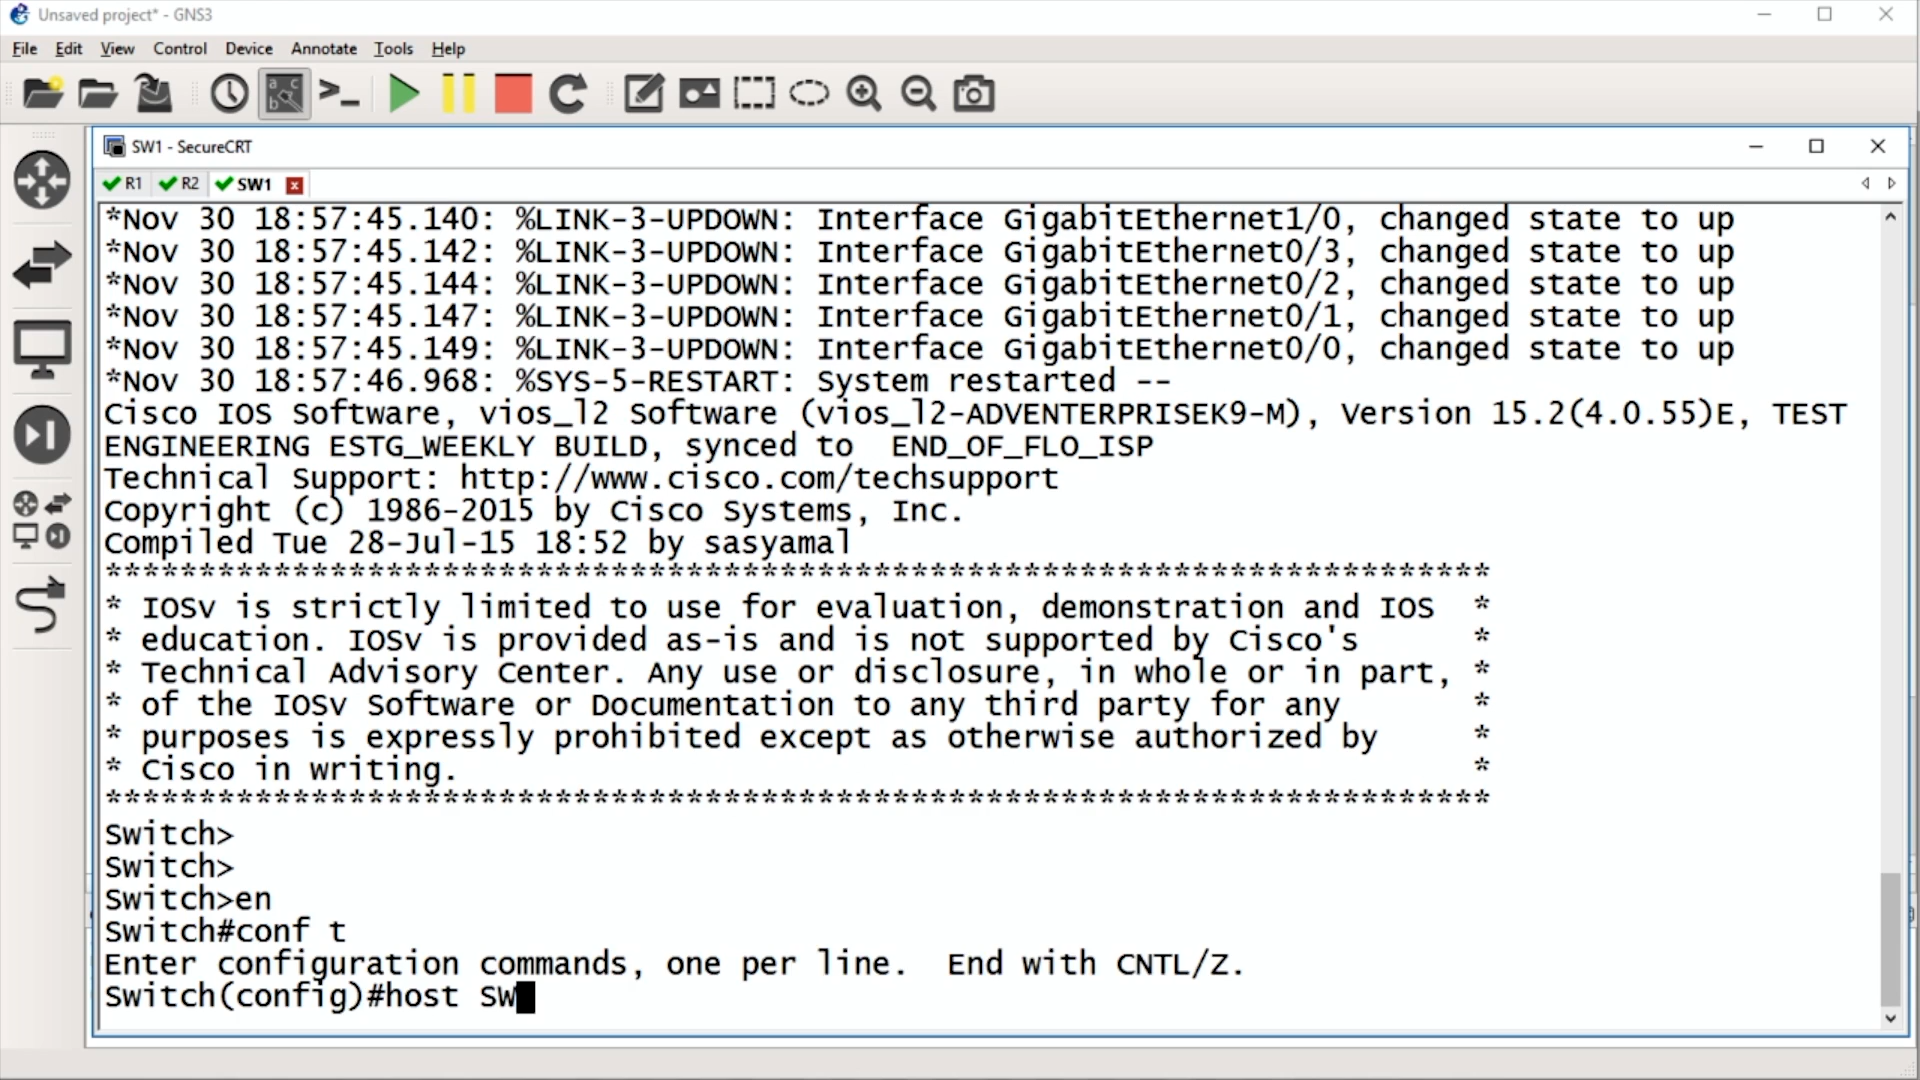 Unsaved project* - GNS3
File Edit View Control Device Annotate Tools Help
SW1 - SecureCRT
R1 R2 SW1
*Nov 30 18:57:45.140: %LINK-3-UPDOWN: Interface GigabitEthernet1/0, changed state to up
*Nov 30 18:57:45.142: %LINK-3-UPDOWN: Interface GigabitEthernet0/3, changed state to up
*Nov 30 18:57:45.144: %LINK-3-UPDOWN: Interface GigabitEthernet0/2, changed state to up
*Nov 30 18:57:45.147: %LINK-3-UPDOWN: Interface GigabitEthernet0/1, changed state to up
*Nov 30 18:57:45.149: %LINK-3-UPDOWN: Interface GigabitEthernet0/0, changed state to up
*Nov 30 18:57:46.968: %SYS-5-RESTART: System restarted --
Cisco IOS Software, vios_l2 Software (vios_l2-ADVENTERPRISEK9-M), Version 15.2(4.0.55)E, TEST
ENGINEERING ESTG_WEEKLY BUILD, synced to  END_OF_FLO_ISP
Technical Support: http://www.cisco.com/techsupport
Copyright (c) 1986-2015 by Cisco Systems, Inc.
Compiled Tue 28-Jul-15 18:52 by sasyamal
**************************************************************************
* IOSv is strictly limited to use for evaluation, demonstration and IOS  *
* education. IOSv is provided as-is and is not supported by Cisco's      *
* Technical Advisory Center. Any use or disclosure, in whole or in part, *
* of the IOSv Software or Documentation to any third party for any       *
* purposes is expressly prohibited except as otherwise authorized by     *
* Cisco in writing.                                                      *
**************************************************************************
Switch>
Switch>
Switch>en
Switch#conf t
Enter configuration commands, one per line.  End with CNTL/Z.
Switch(config)#host SW